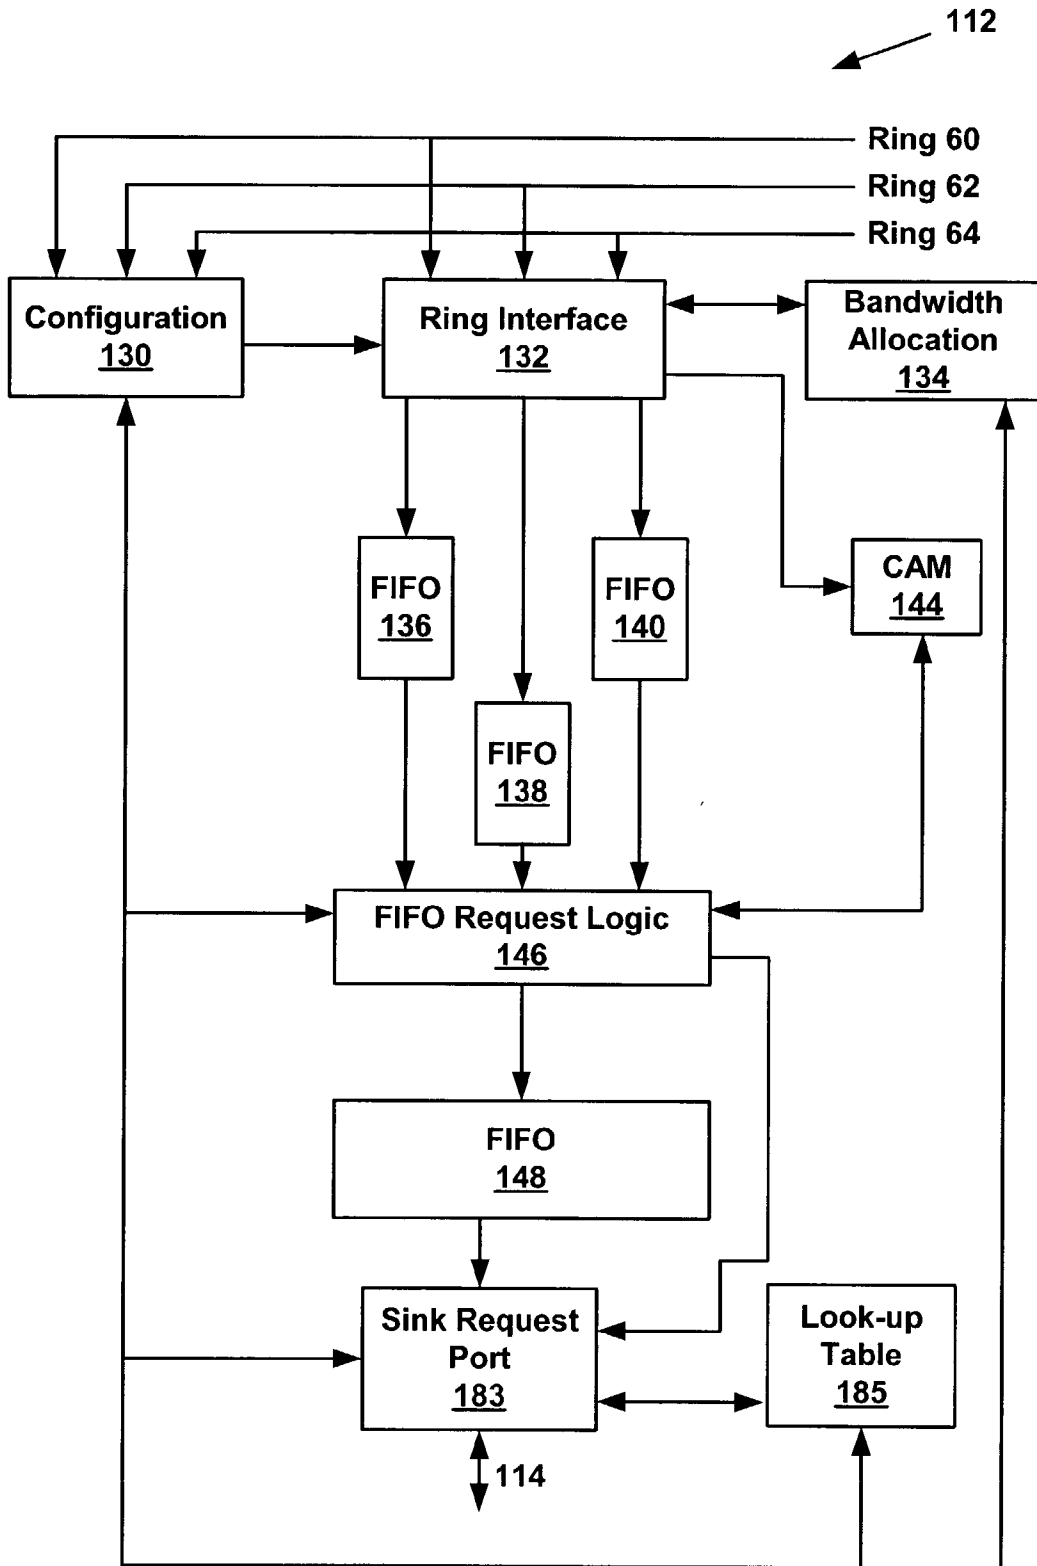 112
Ring 60
Ring 62
Ring 64
Configuration
130
Ring Interface
132
Bandwidth
Allocation
134
FIFO
136
FIFO
140
CAM
144
FIFO
138
FIFO Request Logic
146
FIFO
148
Sink Request
Port
183
Look-up
Table
185
114